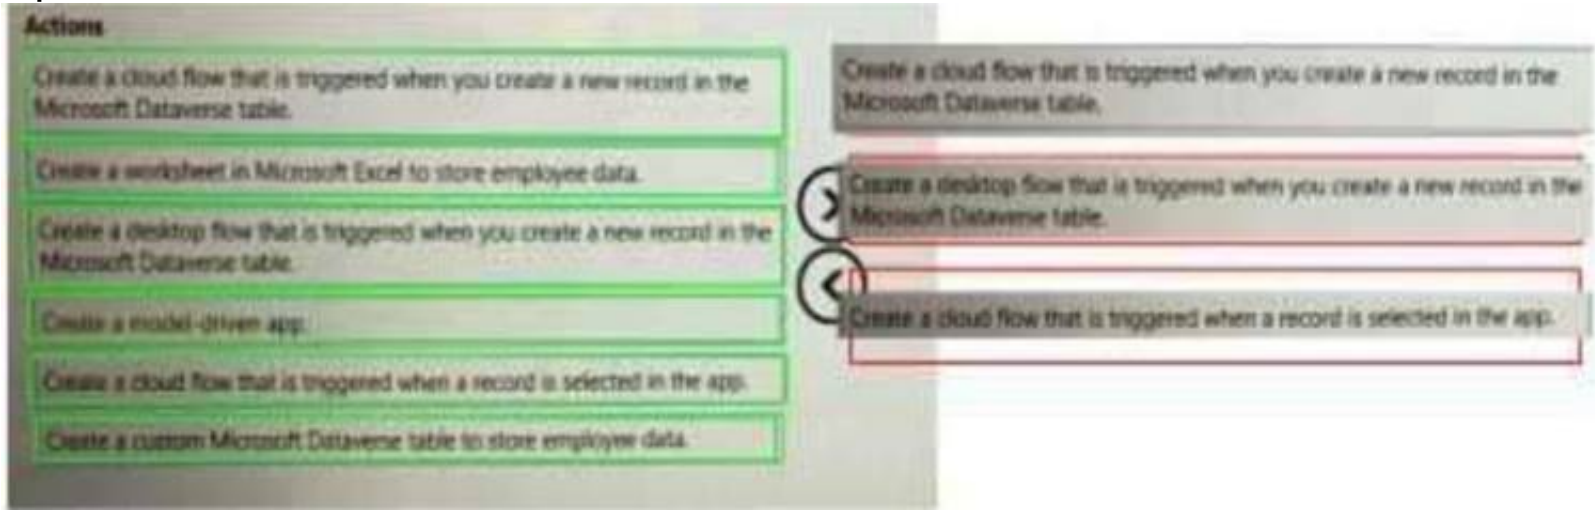 Actions
Create a cloud flow that is triggered when you create a new record in the
Microsoft Dataverse table.
Create a worksheet in Microsoft Excel to store employee data.
Create a desktop flow that is triggered when you create a new record in the
Microsoft Dataverse table.
Create a model-driven app.
Create a cloud flow that is triggered when a record is selected in the app.
Create a custom Microsoft Dataverse table to store employee data.
Create a cloud flow that is triggered when you create a new record in the
Microsoft Dataverse table.
Create a desktop flow that is triggered when you create a new record in the
Microsoft Dataverse table.
Create a cloud flow that is triggered when a record is selected in the app.